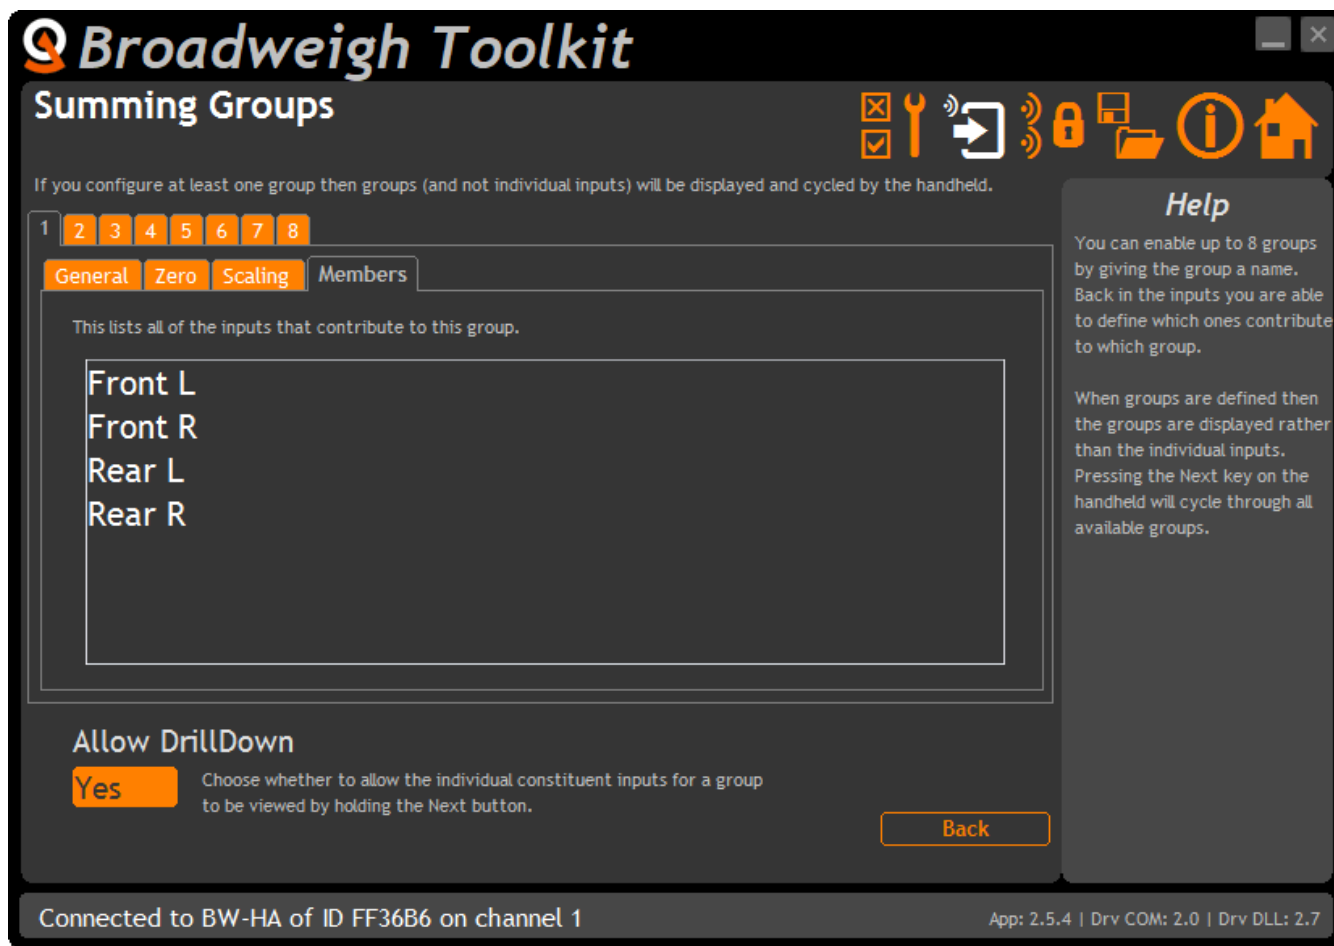 Broadweigh Toolkit
Summing Groups
If you configure at least one group then groups (and not individual inputs) will be displayed and cycled by the handheld.
1 2 3 4 5 6 7 8
General Zero Scaling Members
This lists all of the inputs that contribute to this group.
Front L
Front R
Rear L
Rear R
Allow DrillDown
Yes
Choose whether to allow the individual constituent inputs for a group
to be viewed by holding the Next button.
Back
Help
You can enable up to 8 groups
by giving the group a name.
Back in the inputs you are able
to define which ones contribute
to which group.
When groups are defined then
the groups are displayed rather
than the individual inputs.
Pressing the Next key on the
handheld will cycle through all
available groups.
Connected to BW-HA of ID FF36B6 on channel 1
App: 2.5.4 | Drv COM: 2.0 | Drv DLL: 2.7